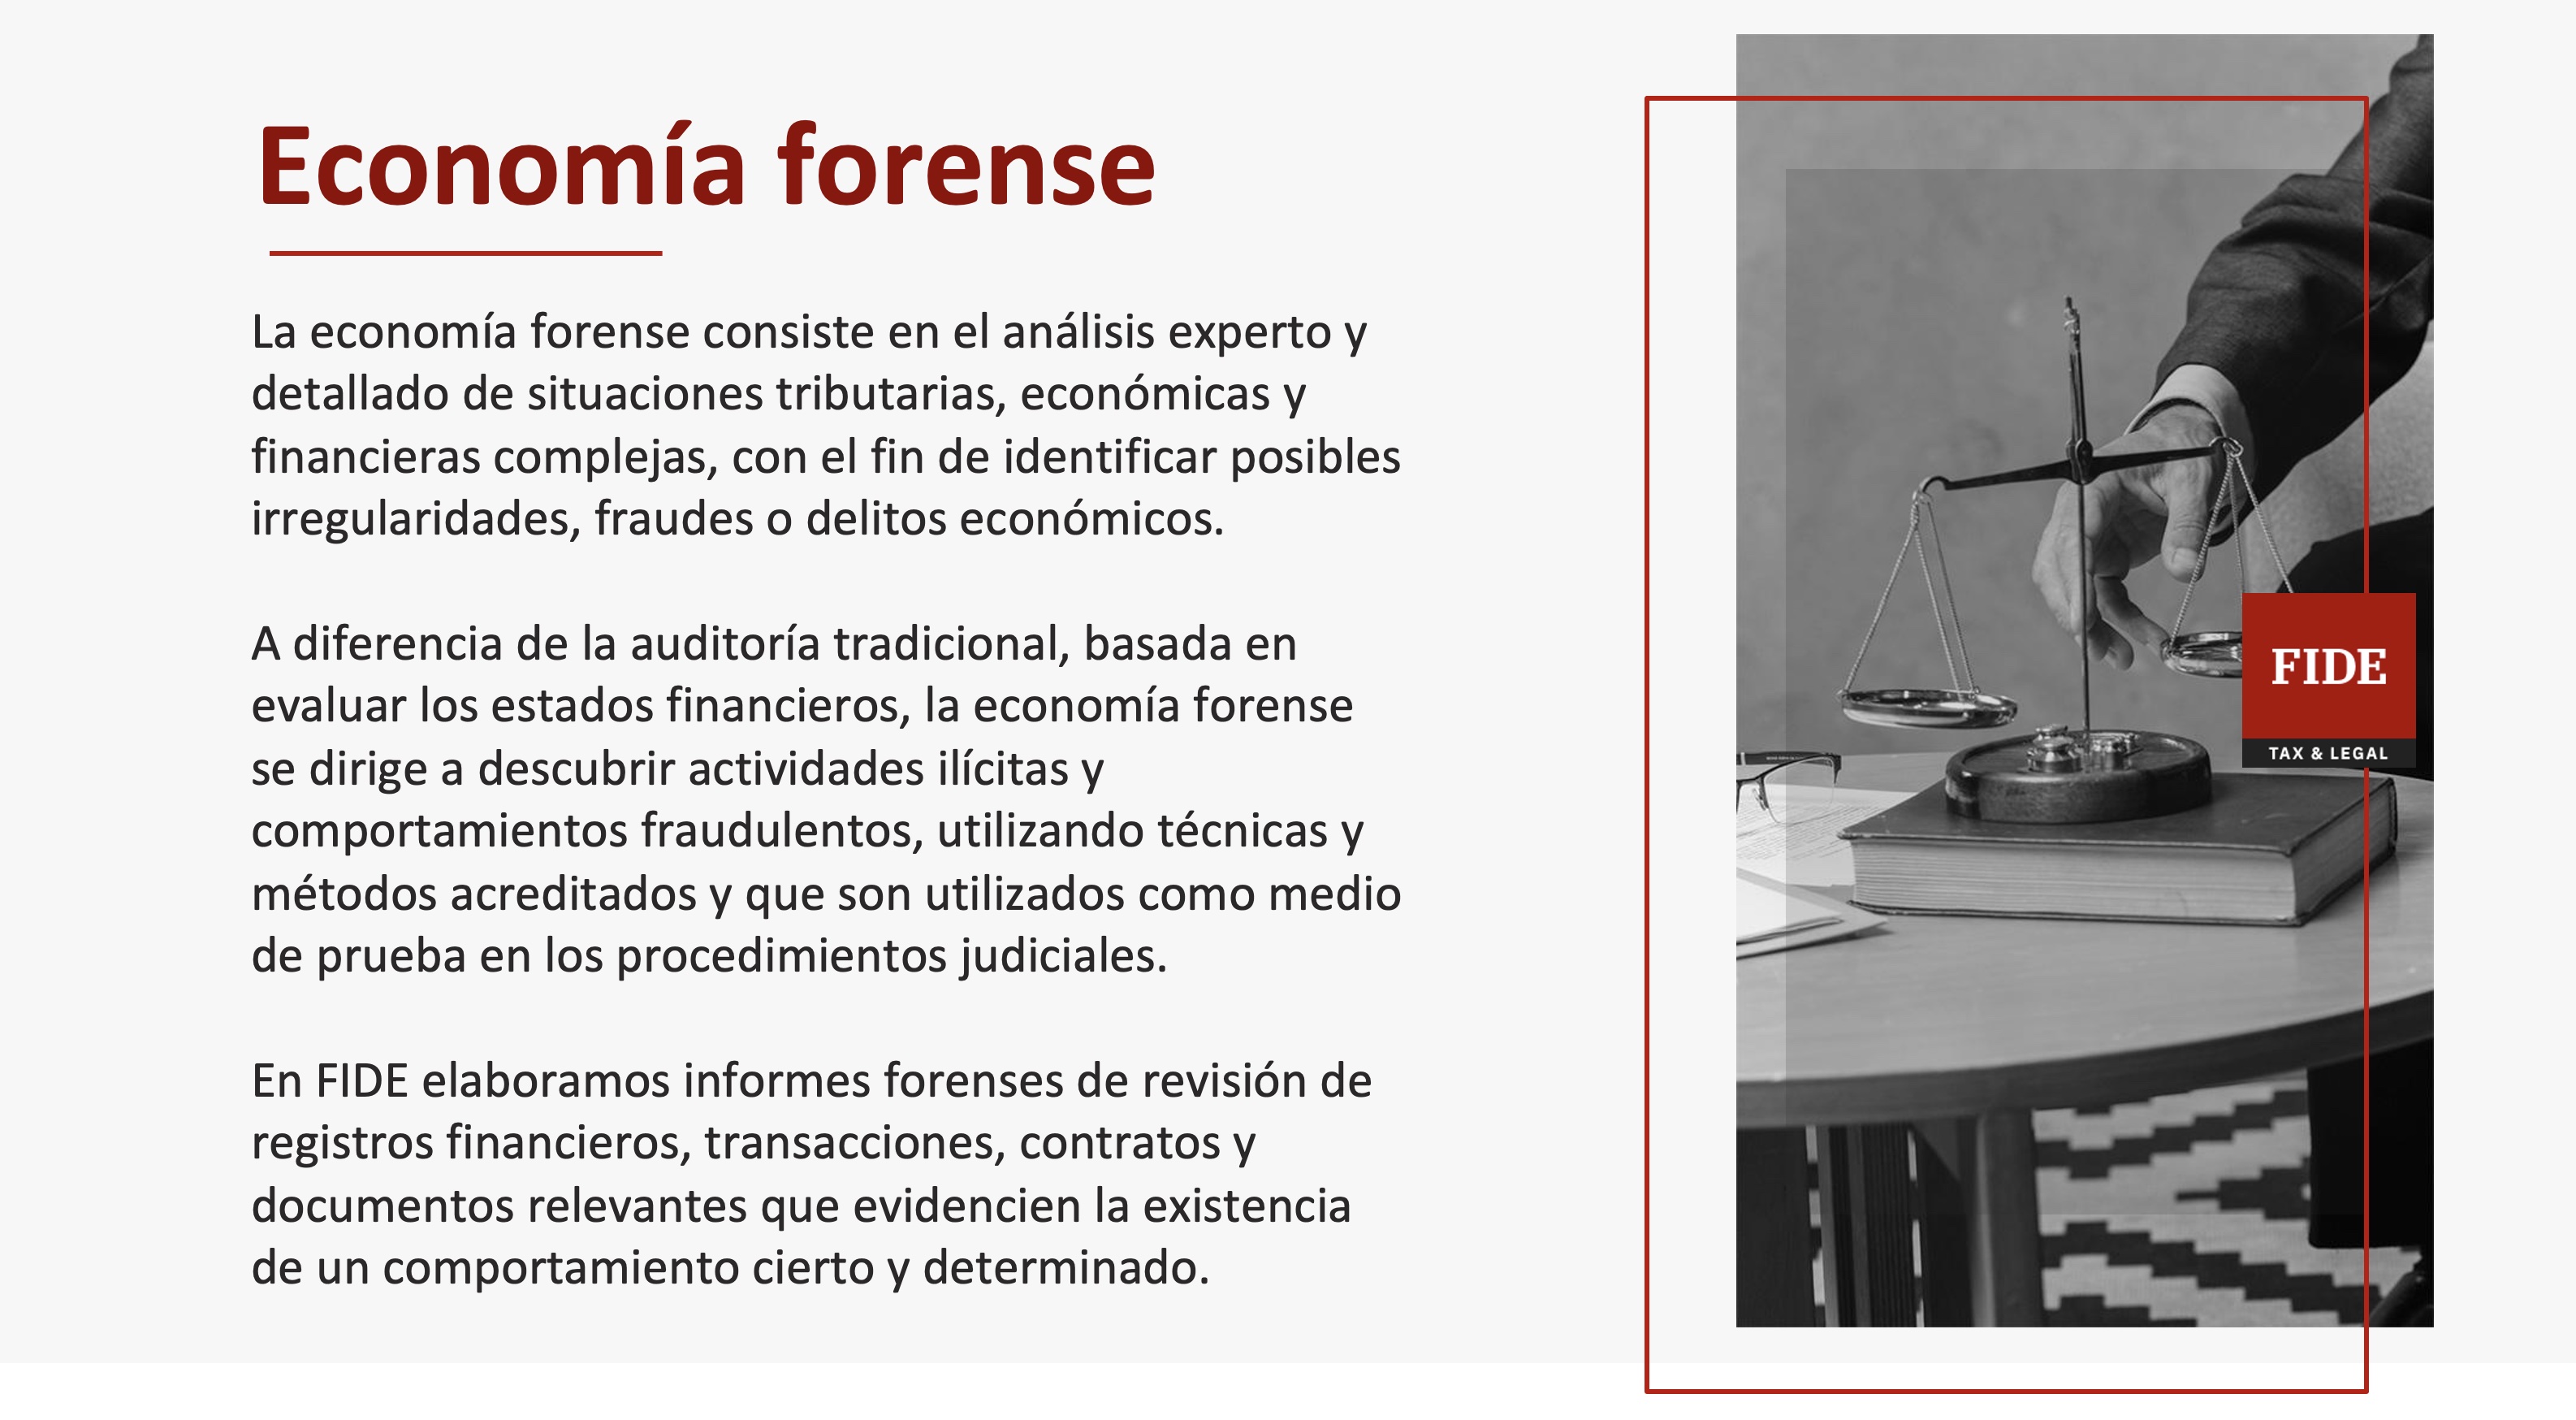 Economía forense
La economía forense consiste en el análisis experto y
detallado de situaciones tributarias, económicas y
financieras complejas, con el fin de identificar posibles
irregularidades, fraudes o delitos económicos.
A diferencia de la auditoría tradicional, basada en
evaluar los estados financieros, la economía forense
se dirige a descubrir actividades ilícitas y
comportamientos fraudulentos, utilizando técnicas y
métodos acreditados y que son utilizados como medio
de prueba en los procedimientos judiciales.
En FIDE elaboramos informes forenses de revisión de
registros financieros, transacciones, contratos y
documentos relevantes que evidencien la existencia
de un comportamiento cierto y determinado.
FIDE
TAX & LEGAL